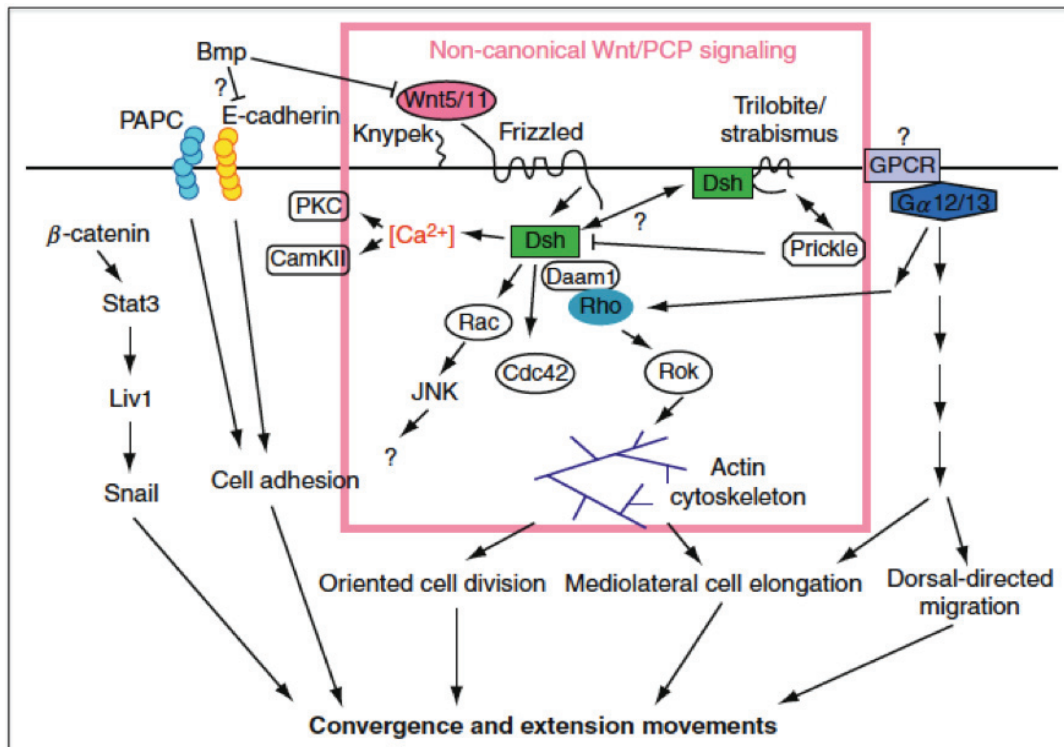 Non-canonical Wnt/PCP signaling
Bmp
?
Wnt5/11
Trilobite/
strabismus
PAPC
E-cadherin
Knypek
Frizzled
?
GPCR
Dsh
Gα12/13
PKC
β-catenin
[Ca2+]
Dsh
?
CamKII
Prickle
Daam1
Stat3
Rho
Rac
Cdc42
Rok
Liv1
JNK
?
Cell adhesion
Actin
cytoskeleton
Snail
Oriented cell division
Mediolateral cell elongation
Dorsal-directed
migration
Convergence and extension movements